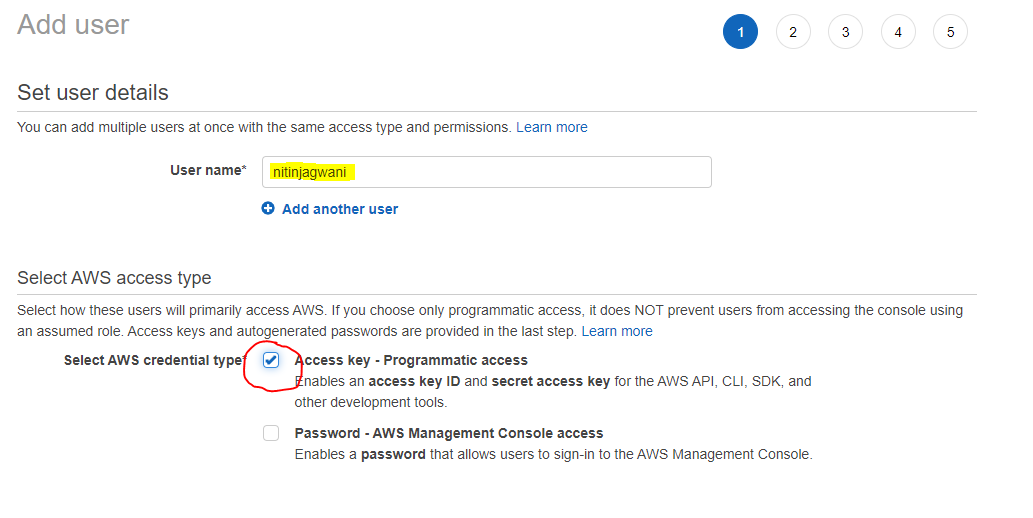 Add user
1 2 3 4 5
Set user details
You can add multiple users at once with the same access type and permissions. Learn more
User name* nitinjagwani
Add another user
Select AWS access type
Select how these users will primarily access AWS. If you choose only programmatic access, it does NOT prevent users from accessing the console using
an assumed role. Access keys and autogenerated passwords are provided in the last step. Learn more
Select AWS credential type* Access key - Programmatic access
Enables an access key ID and secret access key for the AWS API, CLI, SDK, and
other development tools.
Password - AWS Management Console access
Enables a password that allows users to sign-in to the AWS Management Console.